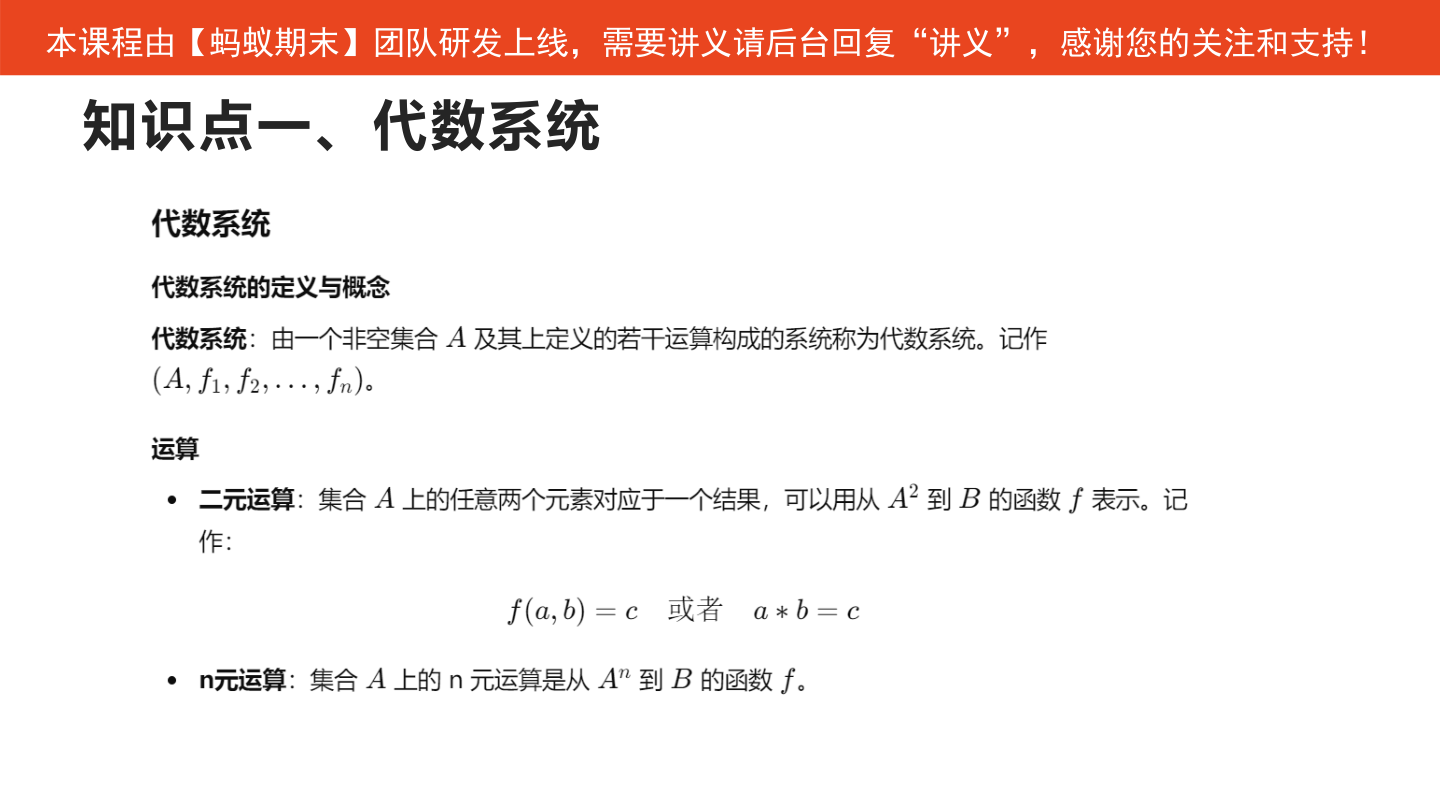 本课程由【蚂蚁期末】团队研发上线，需要讲义请后台回复“讲义”，感谢您的关注和支持！
知识点一、代数系统
代数系统
代数系统的定义与概念
代数系统：由一个非空集合 A 及其上定义的若干运算构成的系统称为代数系统。记作
(A, f₁, f₂, . . . , fₙ)。
运算
• 二元运算：集合 A 上的任意两个元素对应于一个结果，可以用从 A² 到 B 的函数 f 表示。记
作：
f(a, b) = c 或者 a ∗ b = c
• n元运算：集合 A 上的 n 元运算是从 Aⁿ 到 B 的函数 f。